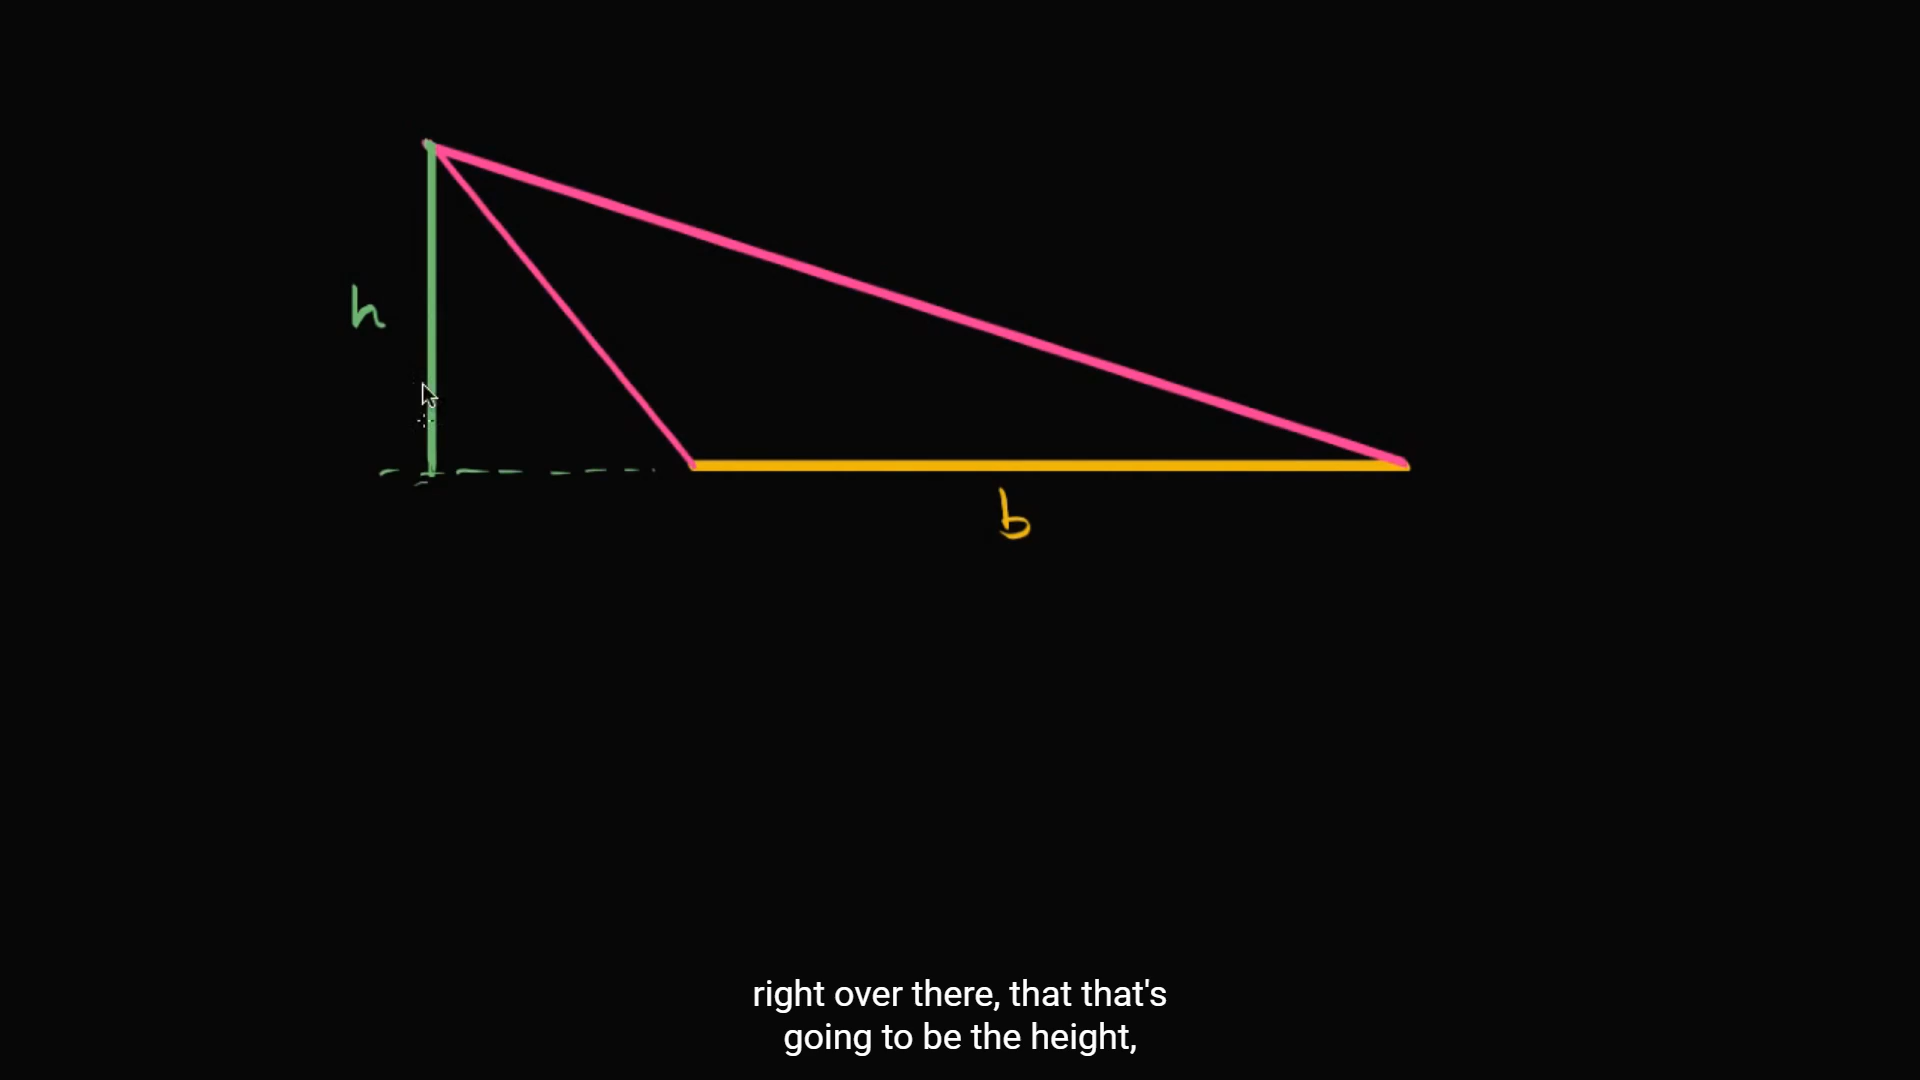 h
b
right over there, that that's
going to be the height,